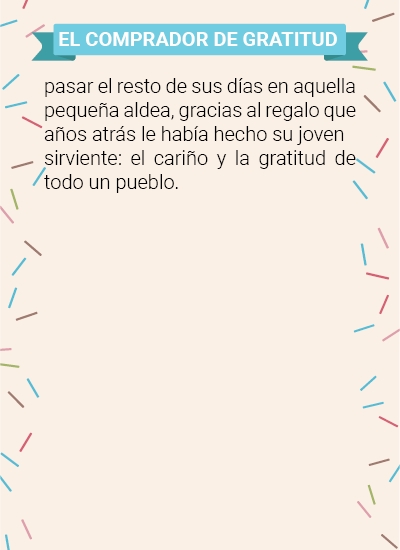 EL COMPRADOR DE GRATITUD
pasar el resto de sus días en aquella
pequeña aldea, gracias al regalo que
años atrás le había hecho su joven
sirviente: el cariño y la gratitud de
todo un pueblo.